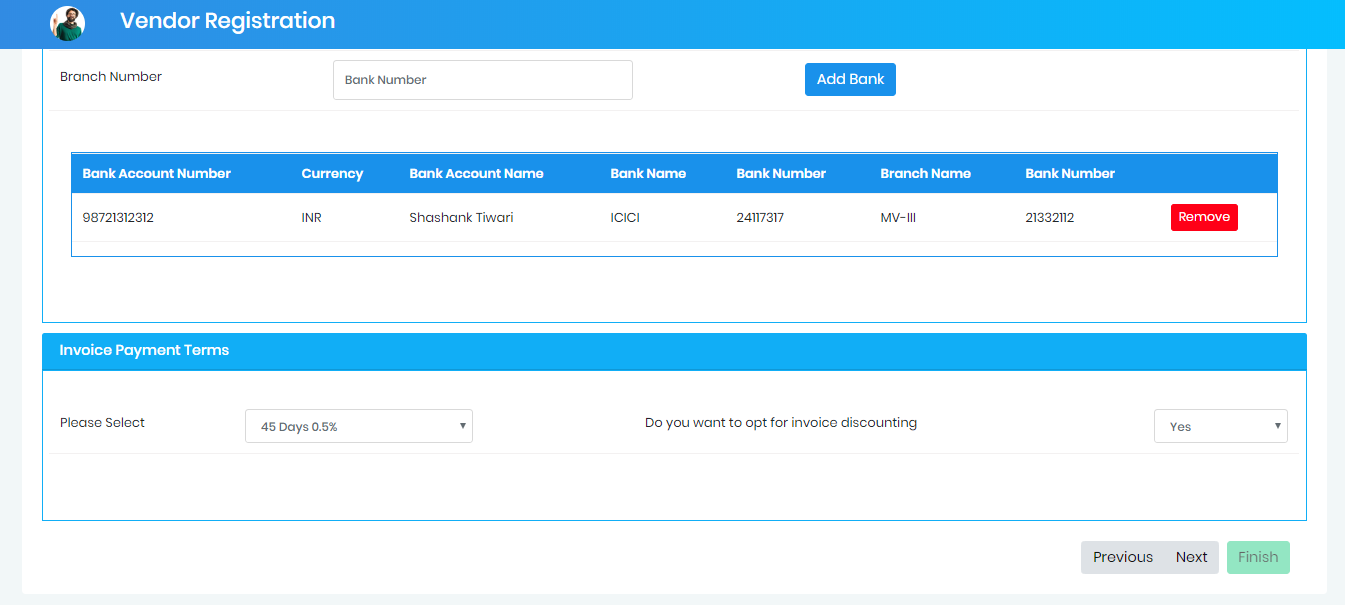 Vendor Registration
Branch Number Bank Number Add Bank
Bank Account Number Currency Bank Account Name Bank Name Bank Number Branch Name Bank Number
98721312312 INR Shashank Tiwari ICICI 24117317 MV-III 21332112 Remove
Invoice Payment Terms
Please Select 45 Days 0.5% Do you want to opt for invoice discounting Yes
Previous Next Finish